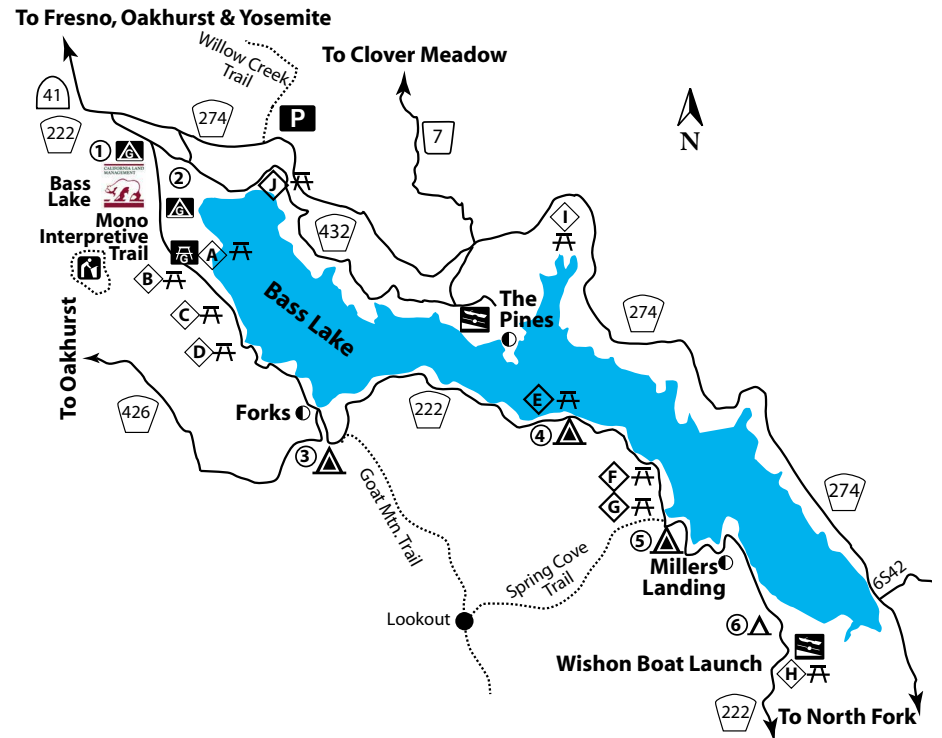 To Fresno, Oakhurst & Yosemite
Willow Creek
Trail
To Clover Meadow
41
222
274
P
7
N
1
G
CALIFORNIA LAND
MANAGEMENT
Bass
Lake
2
G
J
I
Mono
Interpretive
Trail
G
A
432
B
C
D
Bass Lake
The
Pines
274
To Oakhurst
426
Forks
222
E
4
3
F
G
274
Goat Mtn. Trail
Spring Cove
Trail
5
Millers
Landing
6S42
Lookout
6
Wishon Boat Launch
H
222
To North Fork